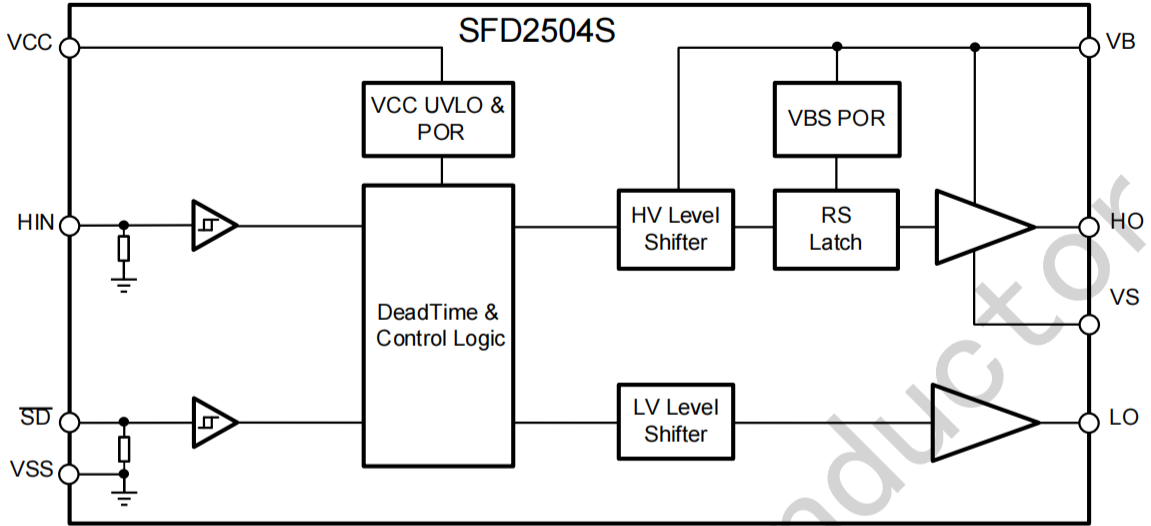 SFD2504S
VCC
VB
VCC UVLO &
POR
VBS POR
HIN
HV Level
Shifter
RS
Latch
HO
VS
DeadTime &
Control Logic
SD
LV Level
Shifter
LO
VSS
nductor